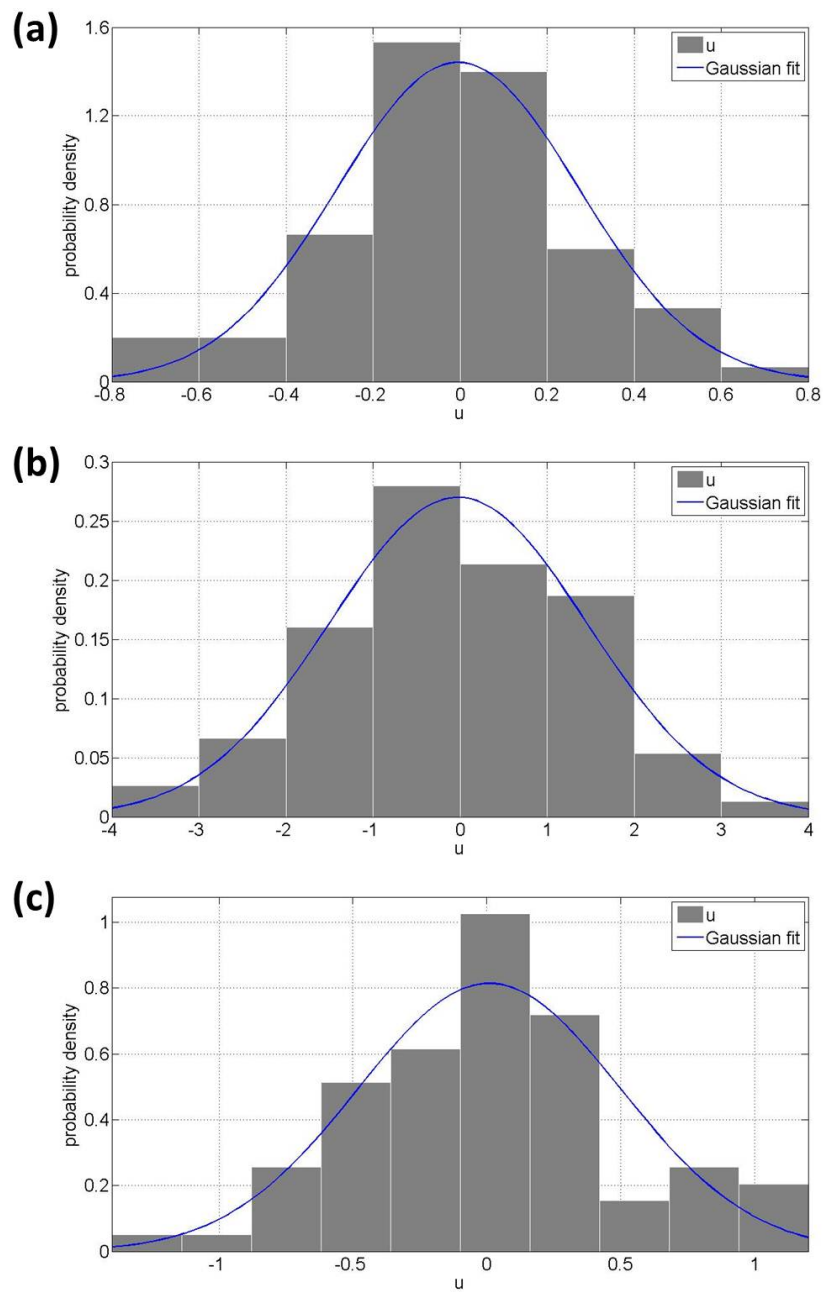 (a)
1.6
1.2
0.8
0.4
0
probability density
u
Gaussian fit
-0.8 -0.6 -0.4 -0.2 0 0.2 0.4 0.6 0.8
u
(b)
0.3
0.25
0.2
0.15
0.1
0.05
0
probability density
u
Gaussian fit
-4 -3 -2 -1 0 1 2 3 4
u
(c)
1
0.8
0.6
0.4
0.2
0
probability density
u
Gaussian fit
-1 -0.5 0 0.5 1
u